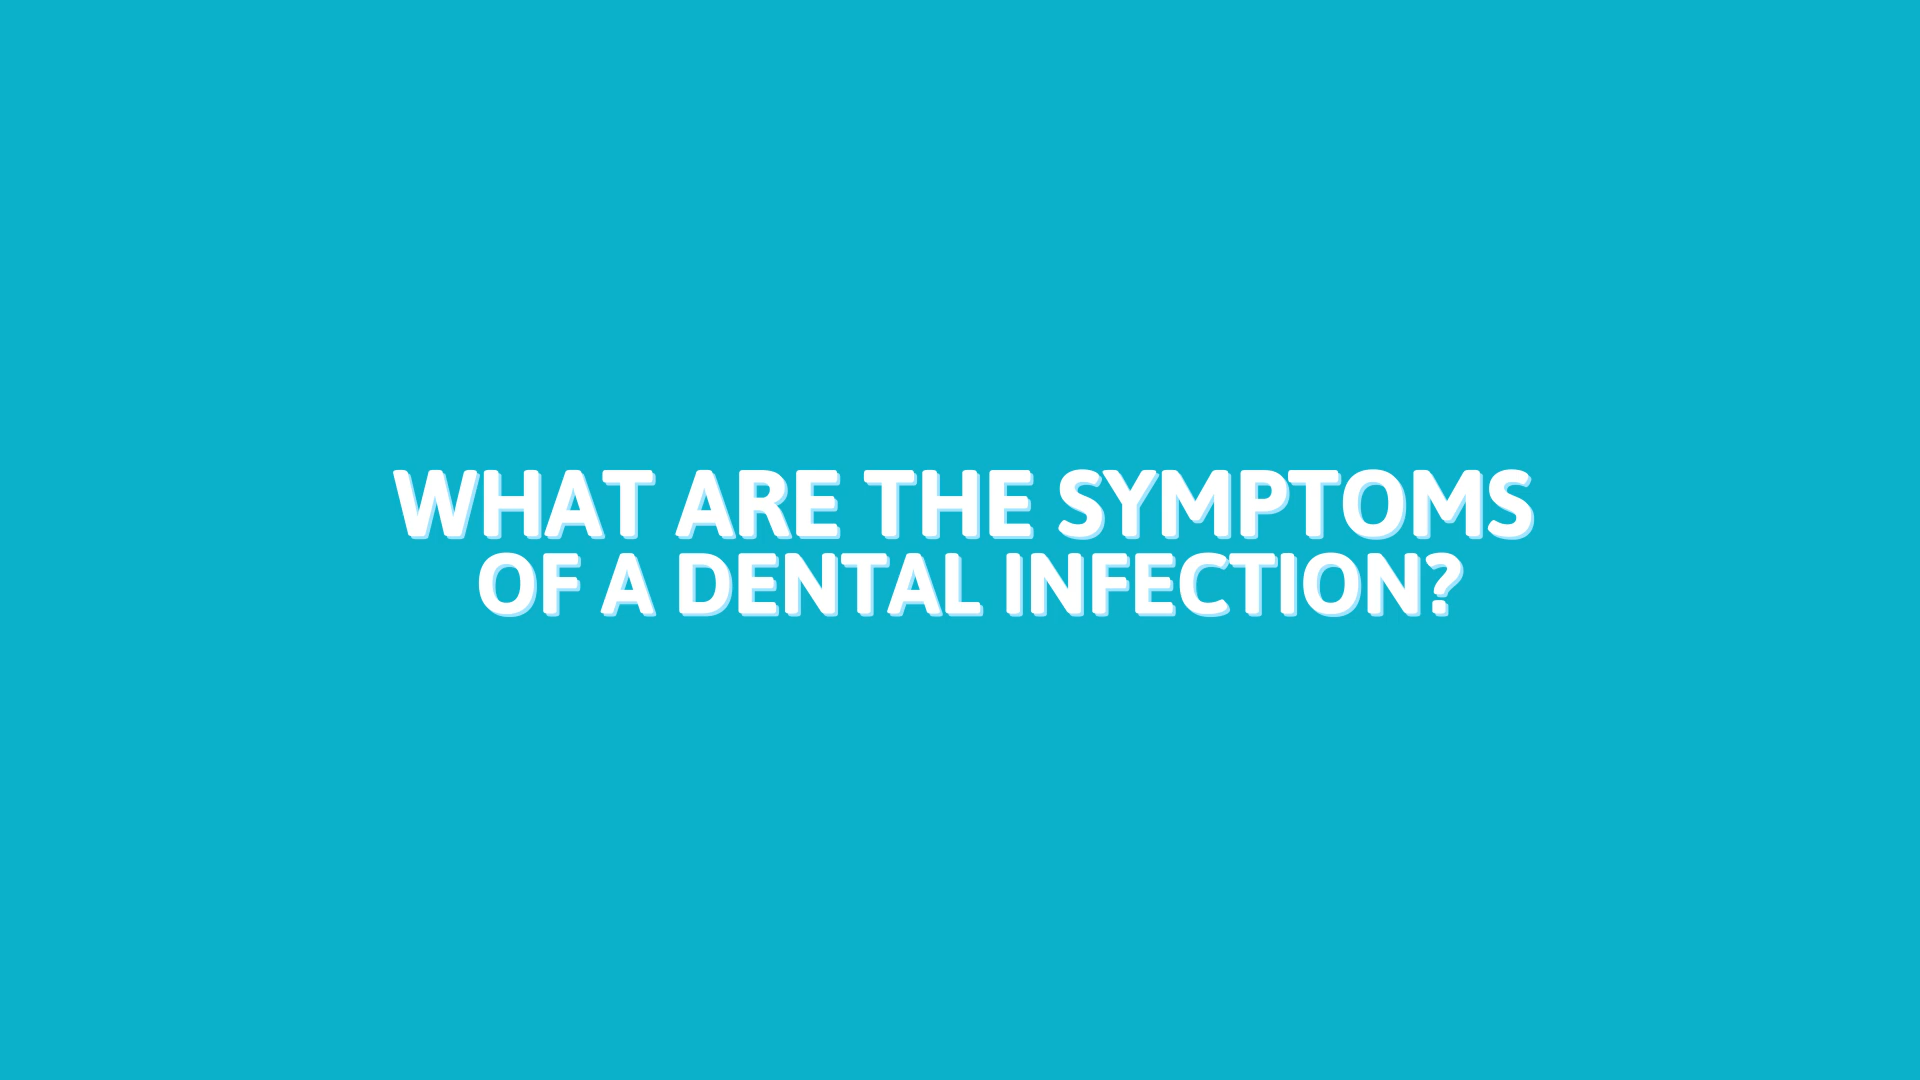 WHAT ARE THE SYMPTOMS
OF A DENTAL INFECTION?